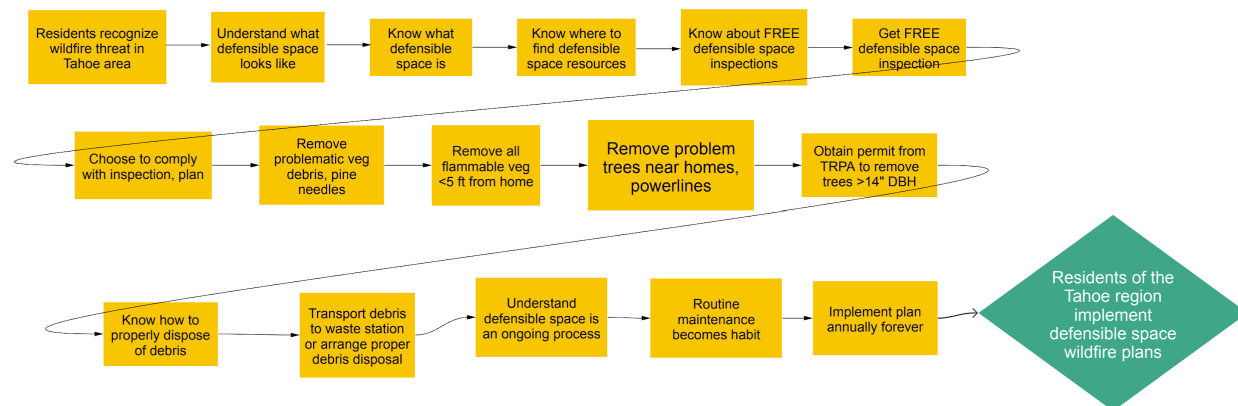 Residents recognize
wildfire threat in
Tahoe area
Understand what
defensible space
looks like
Know what
defensible
space is
Know where to
find defensible
space resources
Know about FREE
defensible space
inspections
Get FREE
defensible space
inspection
Choose to comply
with inspection, plan
Remove
problematic veg
debris, pine
needles
Remove all
flammable veg
<5 ft from home
Remove problem
trees near homes,
powerlines
Obtain permit from
TRPA to remove
trees >14" DBH
Know how to
properly dispose
of debris
Transport debris
to waste station
or arrange proper
debris disposal
Understand
defensible space is
an ongoing process
Routine
maintenance
becomes habit
Implement plan
annually forever
Residents of the
Tahoe region
implement
defensible space
wildfire plans